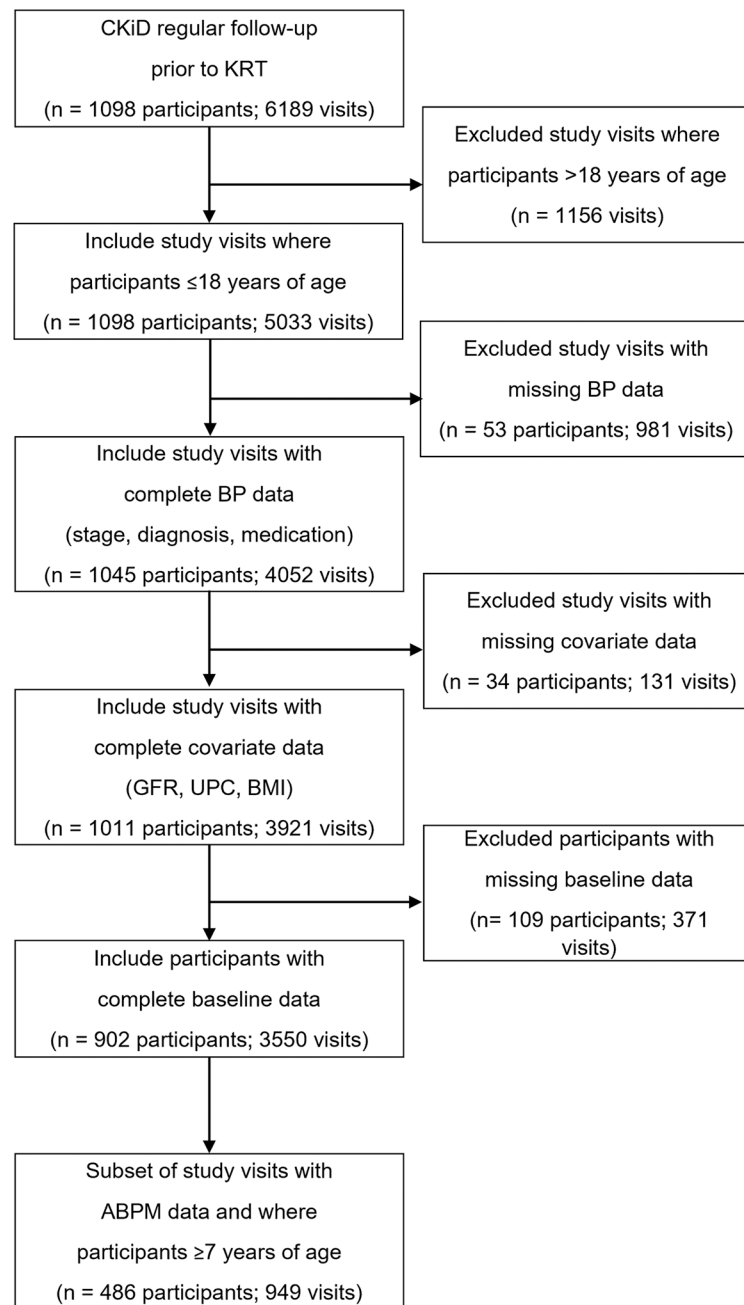 CKiD regular follow-up
prior to KRT
(n = 1098 participants; 6189 visits)
Excluded study visits where
participants >18 years of age
(n = 1156 visits)
Include study visits where
participants ≤18 years of age
(n = 1098 participants; 5033 visits)
Excluded study visits with
missing BP data
(n = 53 participants; 981 visits)
Include study visits with
complete BP data
(stage, diagnosis, medication)
(n = 1045 participants; 4052 visits)
Excluded study visits with
missing covariate data
(n = 34 participants; 131 visits)
Include study visits with
complete covariate data
(GFR, UPC, BMI)
(n = 1011 participants; 3921 visits)
Excluded participants with
missing baseline data
(n= 109 participants; 371
visits)
Include participants with
complete baseline data
(n = 902 participants; 3550 visits)
Subset of study visits with
ABPM data and where
participants ≥7 years of age
(n = 486 participants; 949 visits)